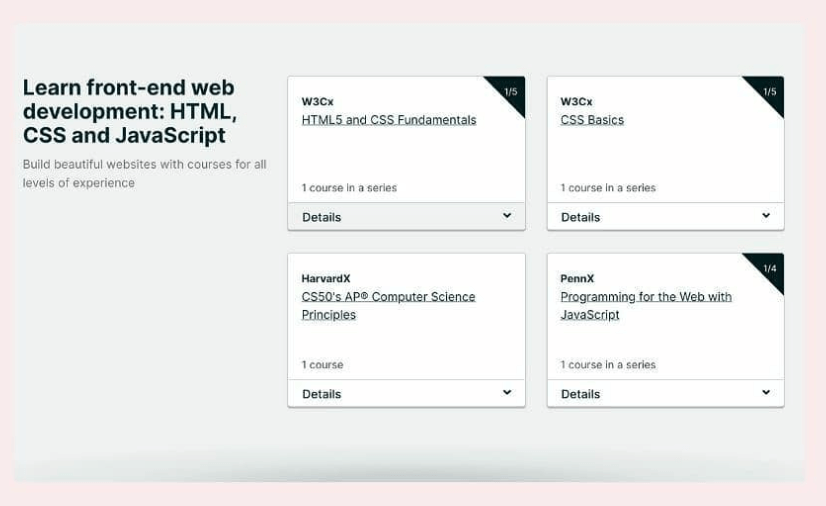 Learn front-end web
development: HTML,
CSS and JavaScript
Build beautiful websites with courses for all
levels of experience
1/5
W3Cx
HTML5 and CSS Fundamentals
1 course in a series
Details
1/5
W3Cx
CSS Basics
1 course in a series
Details
HarvardX
CS50's AP® Computer Science
Principles
1 course
Details
1/4
PennX
Programming for the Web with
JavaScript
1 course in a series
Details